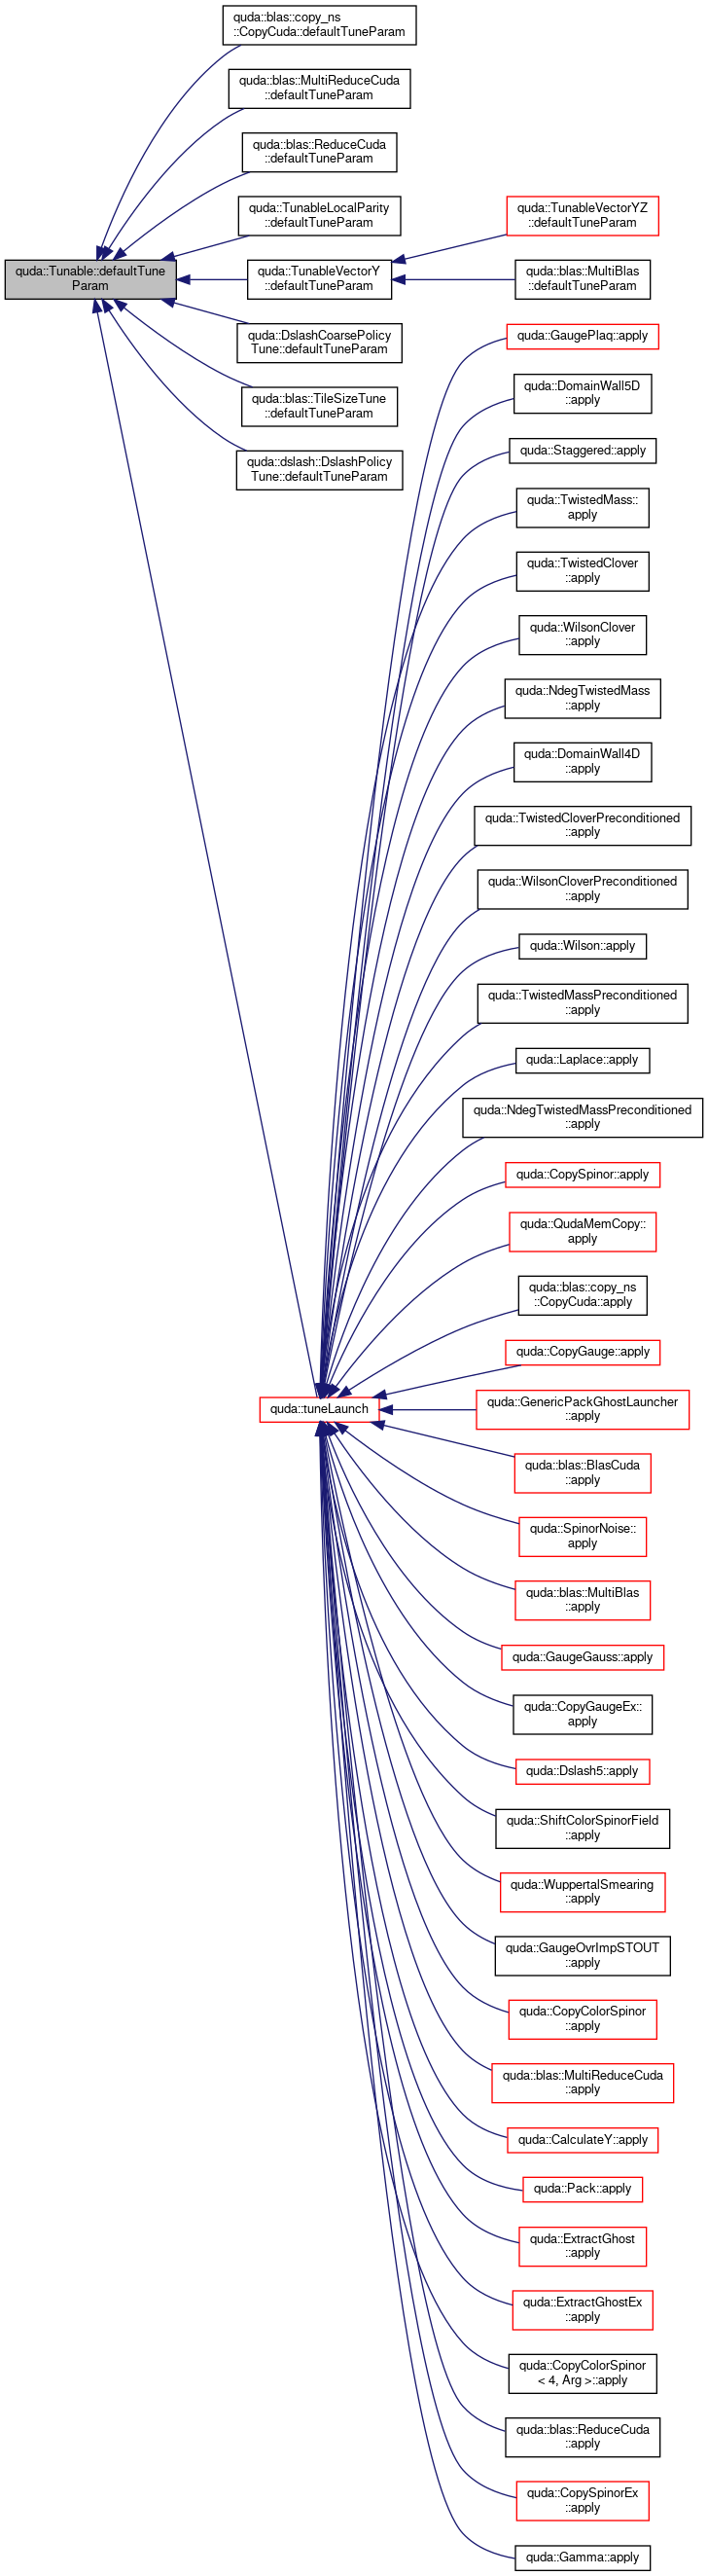 quda::blas::copy_ns
::CopyCuda::defaultTuneParam
quda::blas::MultiReduceCuda
::defaultTuneParam
quda::blas::ReduceCuda
::defaultTuneParam
quda::TunableLocalParity
::defaultTuneParam
quda::Tunable::defaultTune
Param
quda::TunableVectorY
::defaultTuneParam
quda::TunableVectorYZ
::defaultTuneParam
quda::blas::MultiBlas
::defaultTuneParam
quda::DslashCoarsePolicy
Tune::defaultTuneParam
quda::blas::TileSizeTune
::defaultTuneParam
quda::dslash::DslashPolicy
Tune::defaultTuneParam
quda::GaugePlaq::apply
quda::DomainWall5D
::apply
quda::Staggered::apply
quda::TwistedMass::
apply
quda::TwistedClover
::apply
quda::WilsonClover
::apply
quda::NdegTwistedMass
::apply
quda::DomainWall4D
::apply
quda::TwistedCloverPreconditioned
::apply
quda::WilsonCloverPreconditioned
::apply
quda::Wilson::apply
quda::TwistedMassPreconditioned
::apply
quda::Laplace::apply
quda::NdegTwistedMassPreconditioned
::apply
quda::CopySpinor::apply
quda::QudaMemCopy::
apply
quda::blas::copy_ns
::CopyCuda::apply
quda::CopyGauge::apply
quda::tuneLaunch
quda::GenericPackGhostLauncher
::apply
quda::blas::BlasCuda
::apply
quda::SpinorNoise::
apply
quda::blas::MultiBlas
::apply
quda::GaugeGauss::apply
quda::CopyGaugeEx::
apply
quda::Dslash5::apply
quda::ShiftColorSpinorField
::apply
quda::WuppertalSmearing
::apply
quda::GaugeOvrImpSTOUT
::apply
quda::CopyColorSpinor
::apply
quda::blas::MultiReduceCuda
::apply
quda::CalculateY::apply
quda::Pack::apply
quda::ExtractGhost
::apply
quda::ExtractGhostEx
::apply
quda::CopyColorSpinor
< 4, Arg >::apply
quda::blas::ReduceCuda
::apply
quda::CopySpinorEx
::apply
quda::Gamma::apply